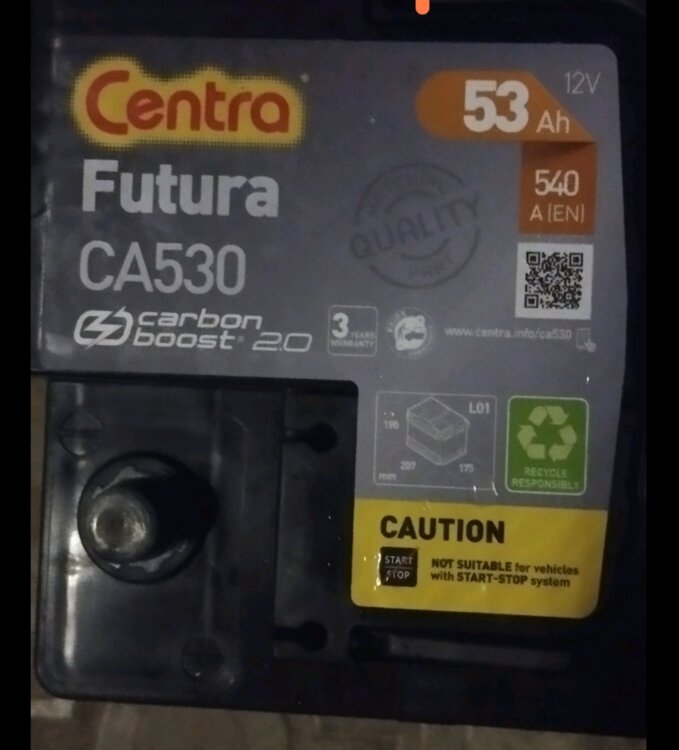 Centra
12V
53 Ah
Futura
540
A (EN)
QUALITY
CA530
carbon
boost 2.0
3 YEARS
WARRANTY
www.centra.info/ca530
L01
190
207
175
mm
RECYCLE
RESPONSIBLY
CAUTION
START
STOP
NOT SUITABLE for vehicles
with START-STOP system